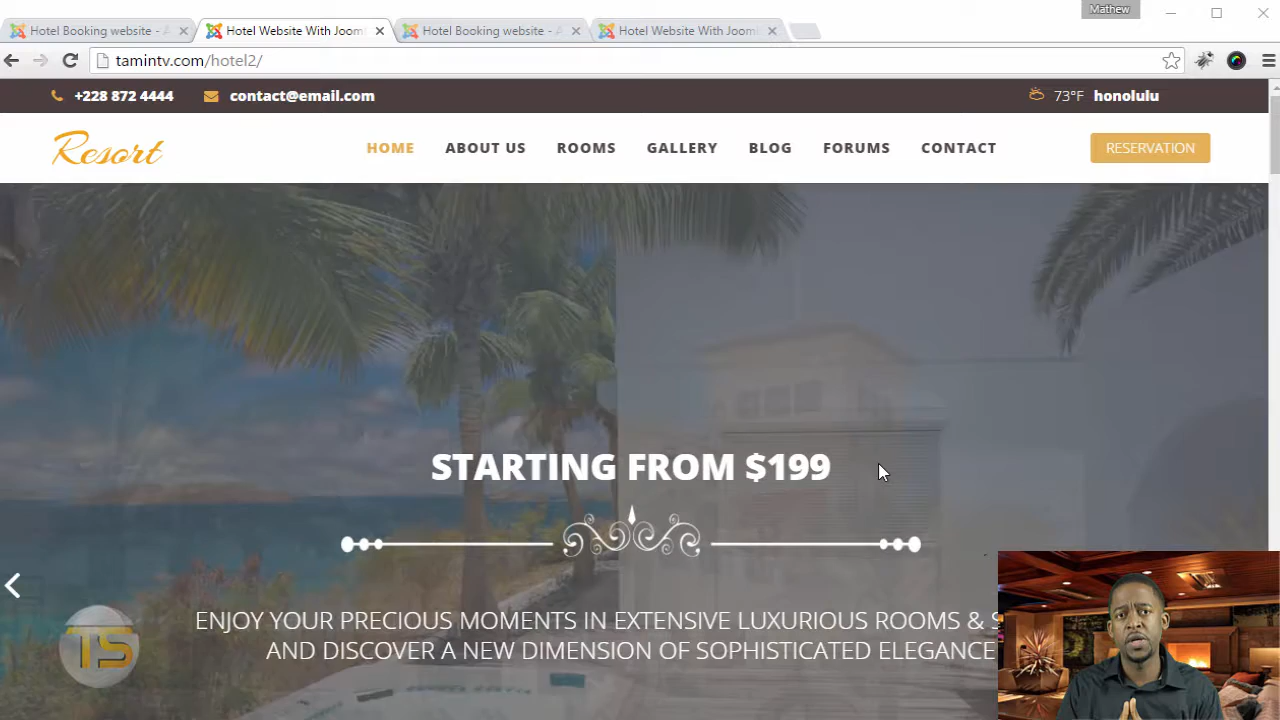 Mathew
Hotel Booking website - A
Hotel Website With Jooml
Hotel Booking website - A
Hotel Website With Jooml
tamintv.com/hotel2/
+228 872 4444 contact@email.com 73°F honolulu
Resort HOME ABOUT US ROOMS GALLERY BLOG FORUMS CONTACT RESERVATION
STARTING FROM $199
ENJOY YOUR PRECIOUS MOMENTS IN EXTENSIVE LUXURIOUS ROOMS & S
AND DISCOVER A NEW DIMENSION OF SOPHISTICATED ELEGANCE
TS